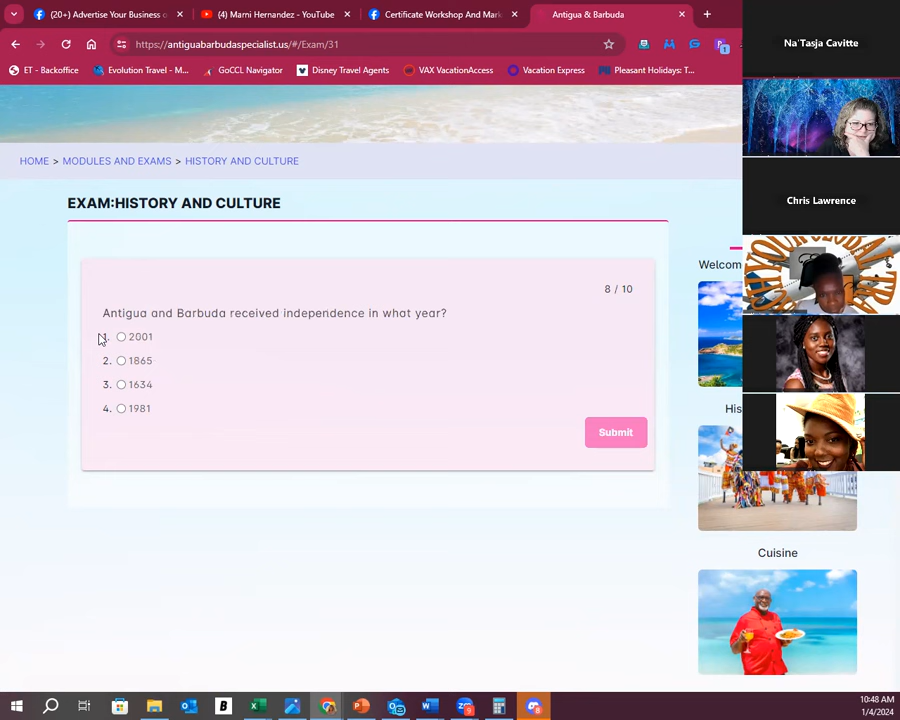 (20+) Advertise Your Business o
(4) Marni Hernandez - YouTube
Certificate Workshop And Mark
Antigua & Barbuda
https://antiguabarbudaspecialist.us/#/Exam/31
ET - Backoffice
Evolution Travel - M...
GoCCL Navigator
Disney Travel Agents
VAX VacationAccess
Vacation Express
Pleasant Holidays: T...
HOME > MODULES AND EXAMS > HISTORY AND CULTURE
EXAM:HISTORY AND CULTURE
8 / 10
Antigua and Barbuda received independence in what year?
1. 2001
2. 1865
3. 1634
4. 1981
Submit
Welcom
His
Cuisine
Na'Tasja Cavitte
Chris Lawrence
10:48 AM
1/4/2024